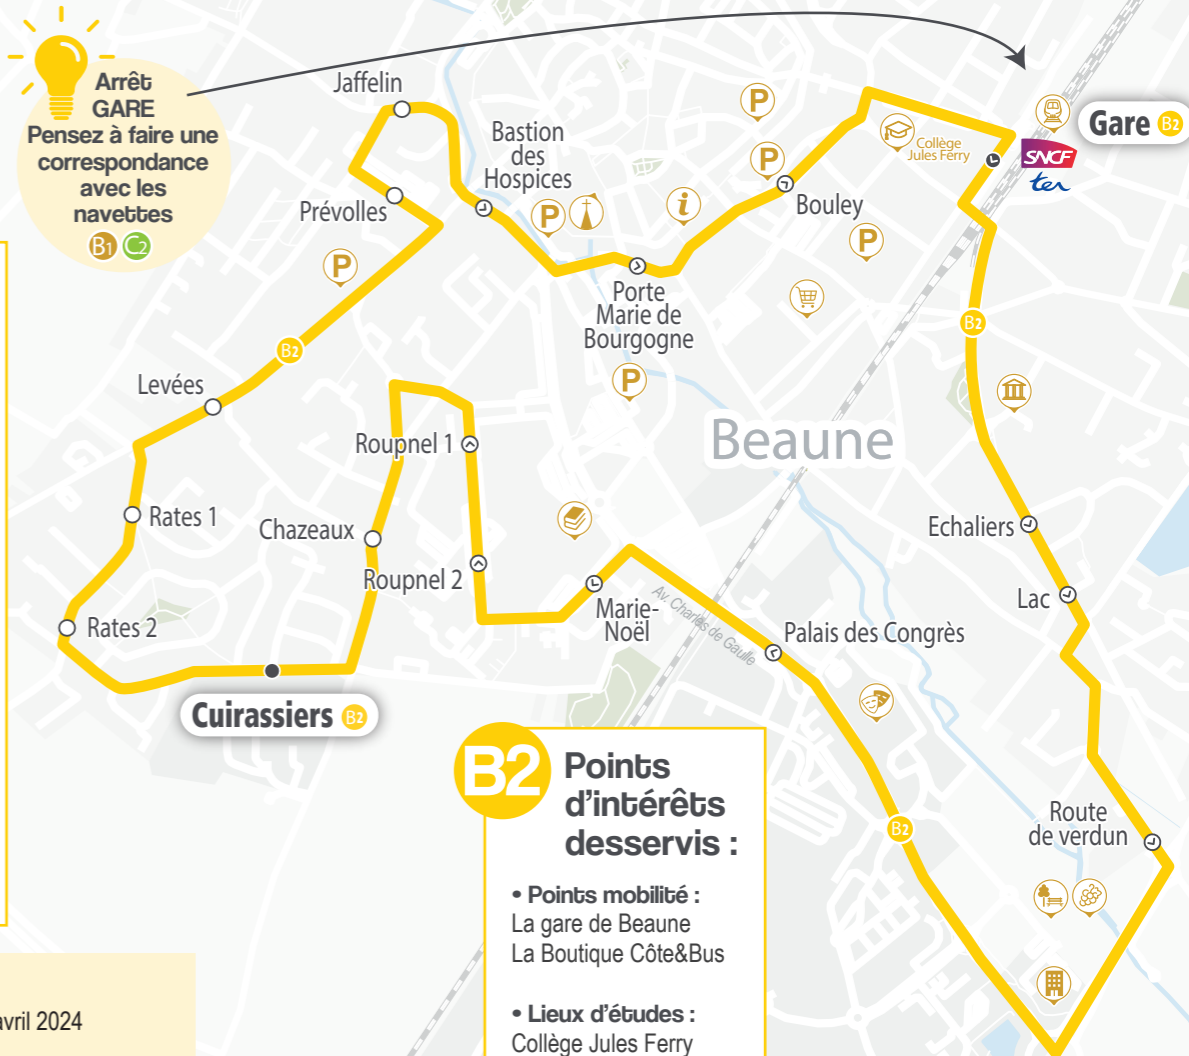 Arrêt
GARE
Pensez à faire une
correspondance
avec les
navettes
B1 C2
Jaffelin
Bastion
des
Hospices
Prévolles
P
P
P
P
P
P
i
Collège
Jules Ferry
Gare B2
SNCF
ter
Bouley
Porte
Marie de
Bourgogne
B2
B2
Levées
Beaune
Roupnel 1
Rates 1
Chazeaux
Echaliers
Roupnel 2
Lac
Marie-
Noël
Av. Charles de Gaulle
Palais des Congrès
Rates 2
Cuirassiers B2
Route
de verdun
B2
B2
Points
d'intérêts
desservis :
• Points mobilité :
La gare de Beaune
La Boutique Côte&Bus
• Lieux d'études :
Collège Jules Ferry
avril 2024